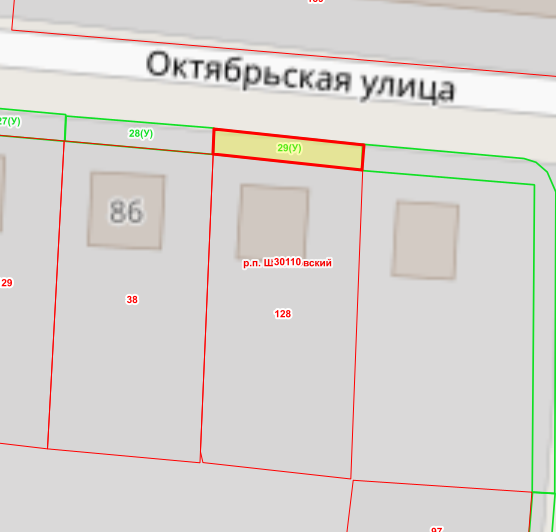 Октябрьская улица
27(У)
28(У)
29(У)
86
р.п. Ш30110вский
29
38
128
97